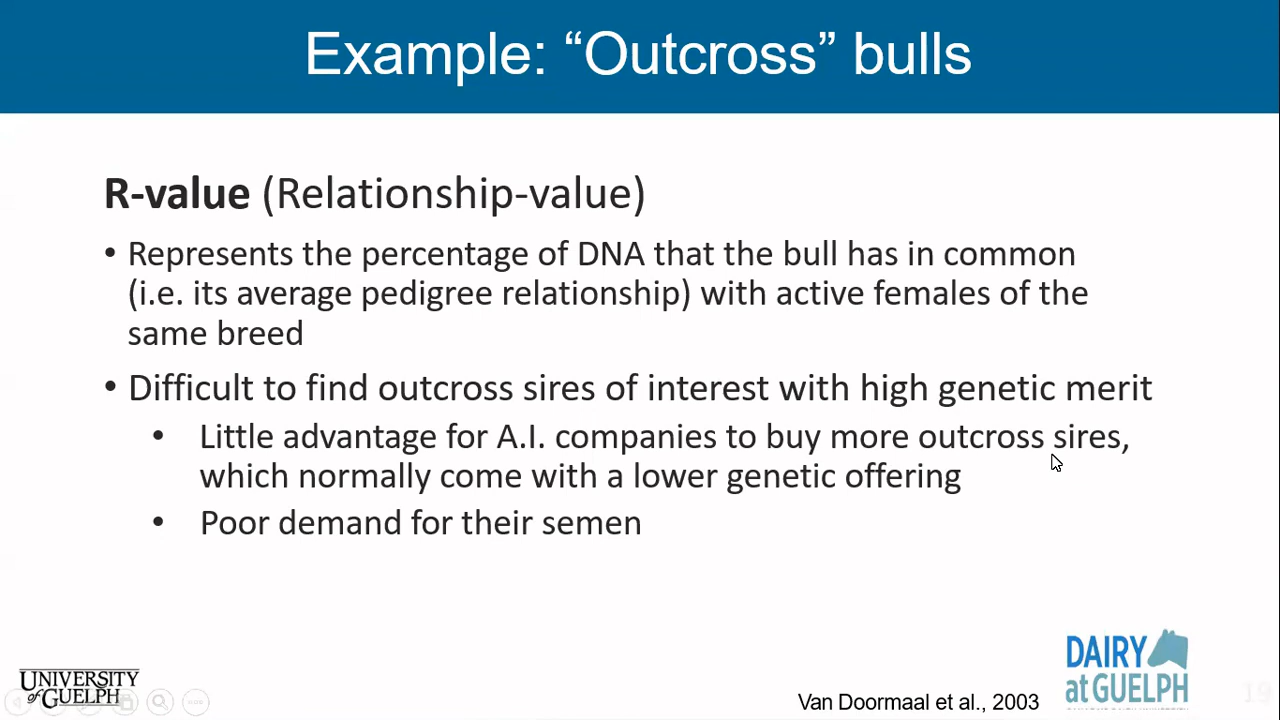 Example: “Outcross” bulls
R-value (Relationship-value)
• Represents the percentage of DNA that the bull has in common
(i.e. its average pedigree relationship) with active females of the
same breed
• Difficult to find outcross sires of interest with high genetic merit
• Little advantage for A.I. companies to buy more outcross sires,
which normally come with a lower genetic offering
• Poor demand for their semen
UNIVERSITY
of GUELPH
Van Doormaal et al., 2003
DAIRY
at GUELPH
19